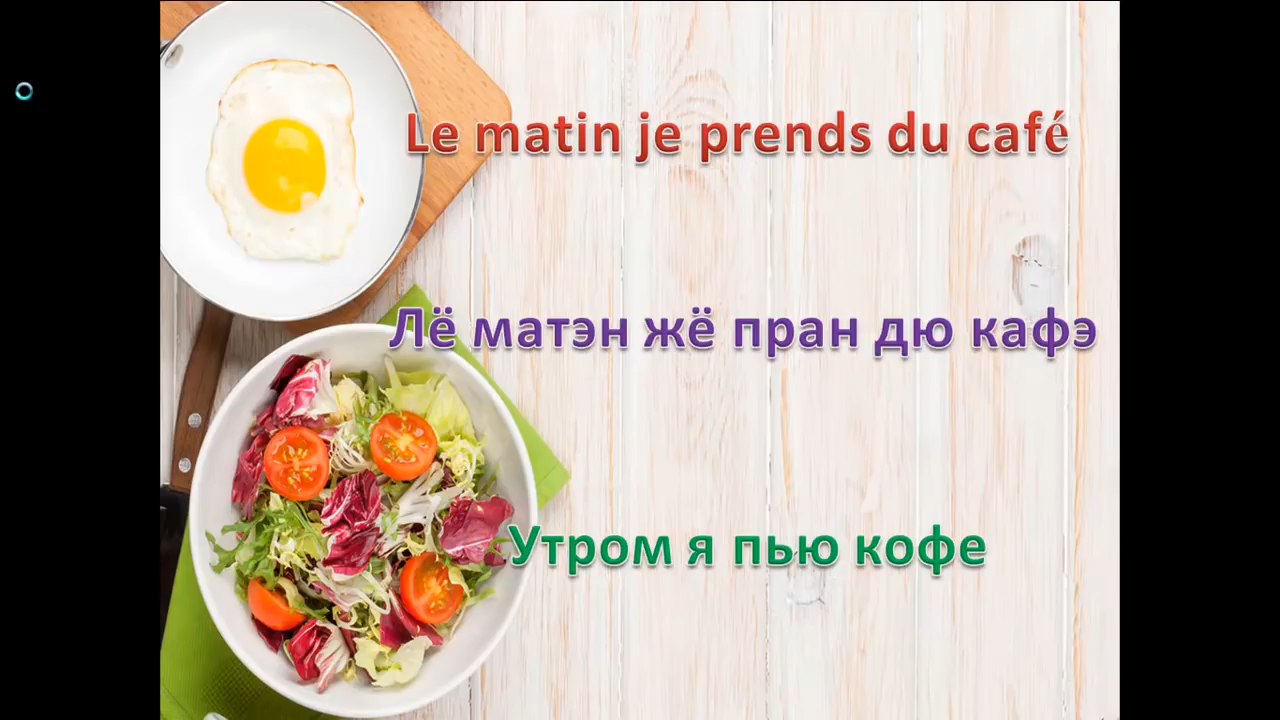 Le matin je prends du café
Лё матэн жё пран дю кафэ
Утром я пью кофе